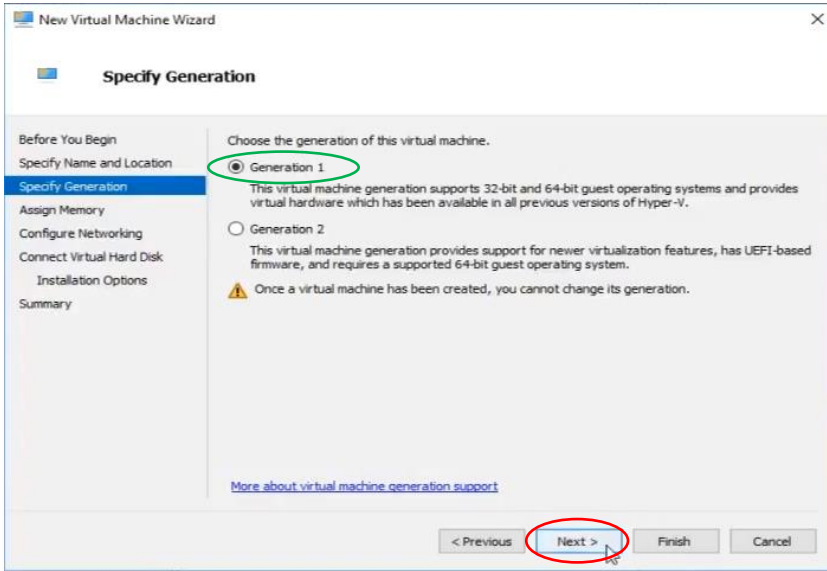 New Virtual Machine Wizard
Specify Generation
Before You Begin
Specify Name and Location
Specify Generation
Assign Memory
Configure Networking
Connect Virtual Hard Disk
Installation Options
Summary
Choose the generation of this virtual machine.
Generation 1
This virtual machine generation supports 32-bit and 64-bit guest operating systems and provides
virtual hardware which has been available in all previous versions of Hyper-V.
Generation 2
This virtual machine generation provides support for newer virtualization features, has UEFI-based
firmware, and requires a supported 64-bit guest operating system.
Once a virtual machine has been created, you cannot change its generation.
More about virtual machine generation support
< Previous
Next >
Finish
Cancel